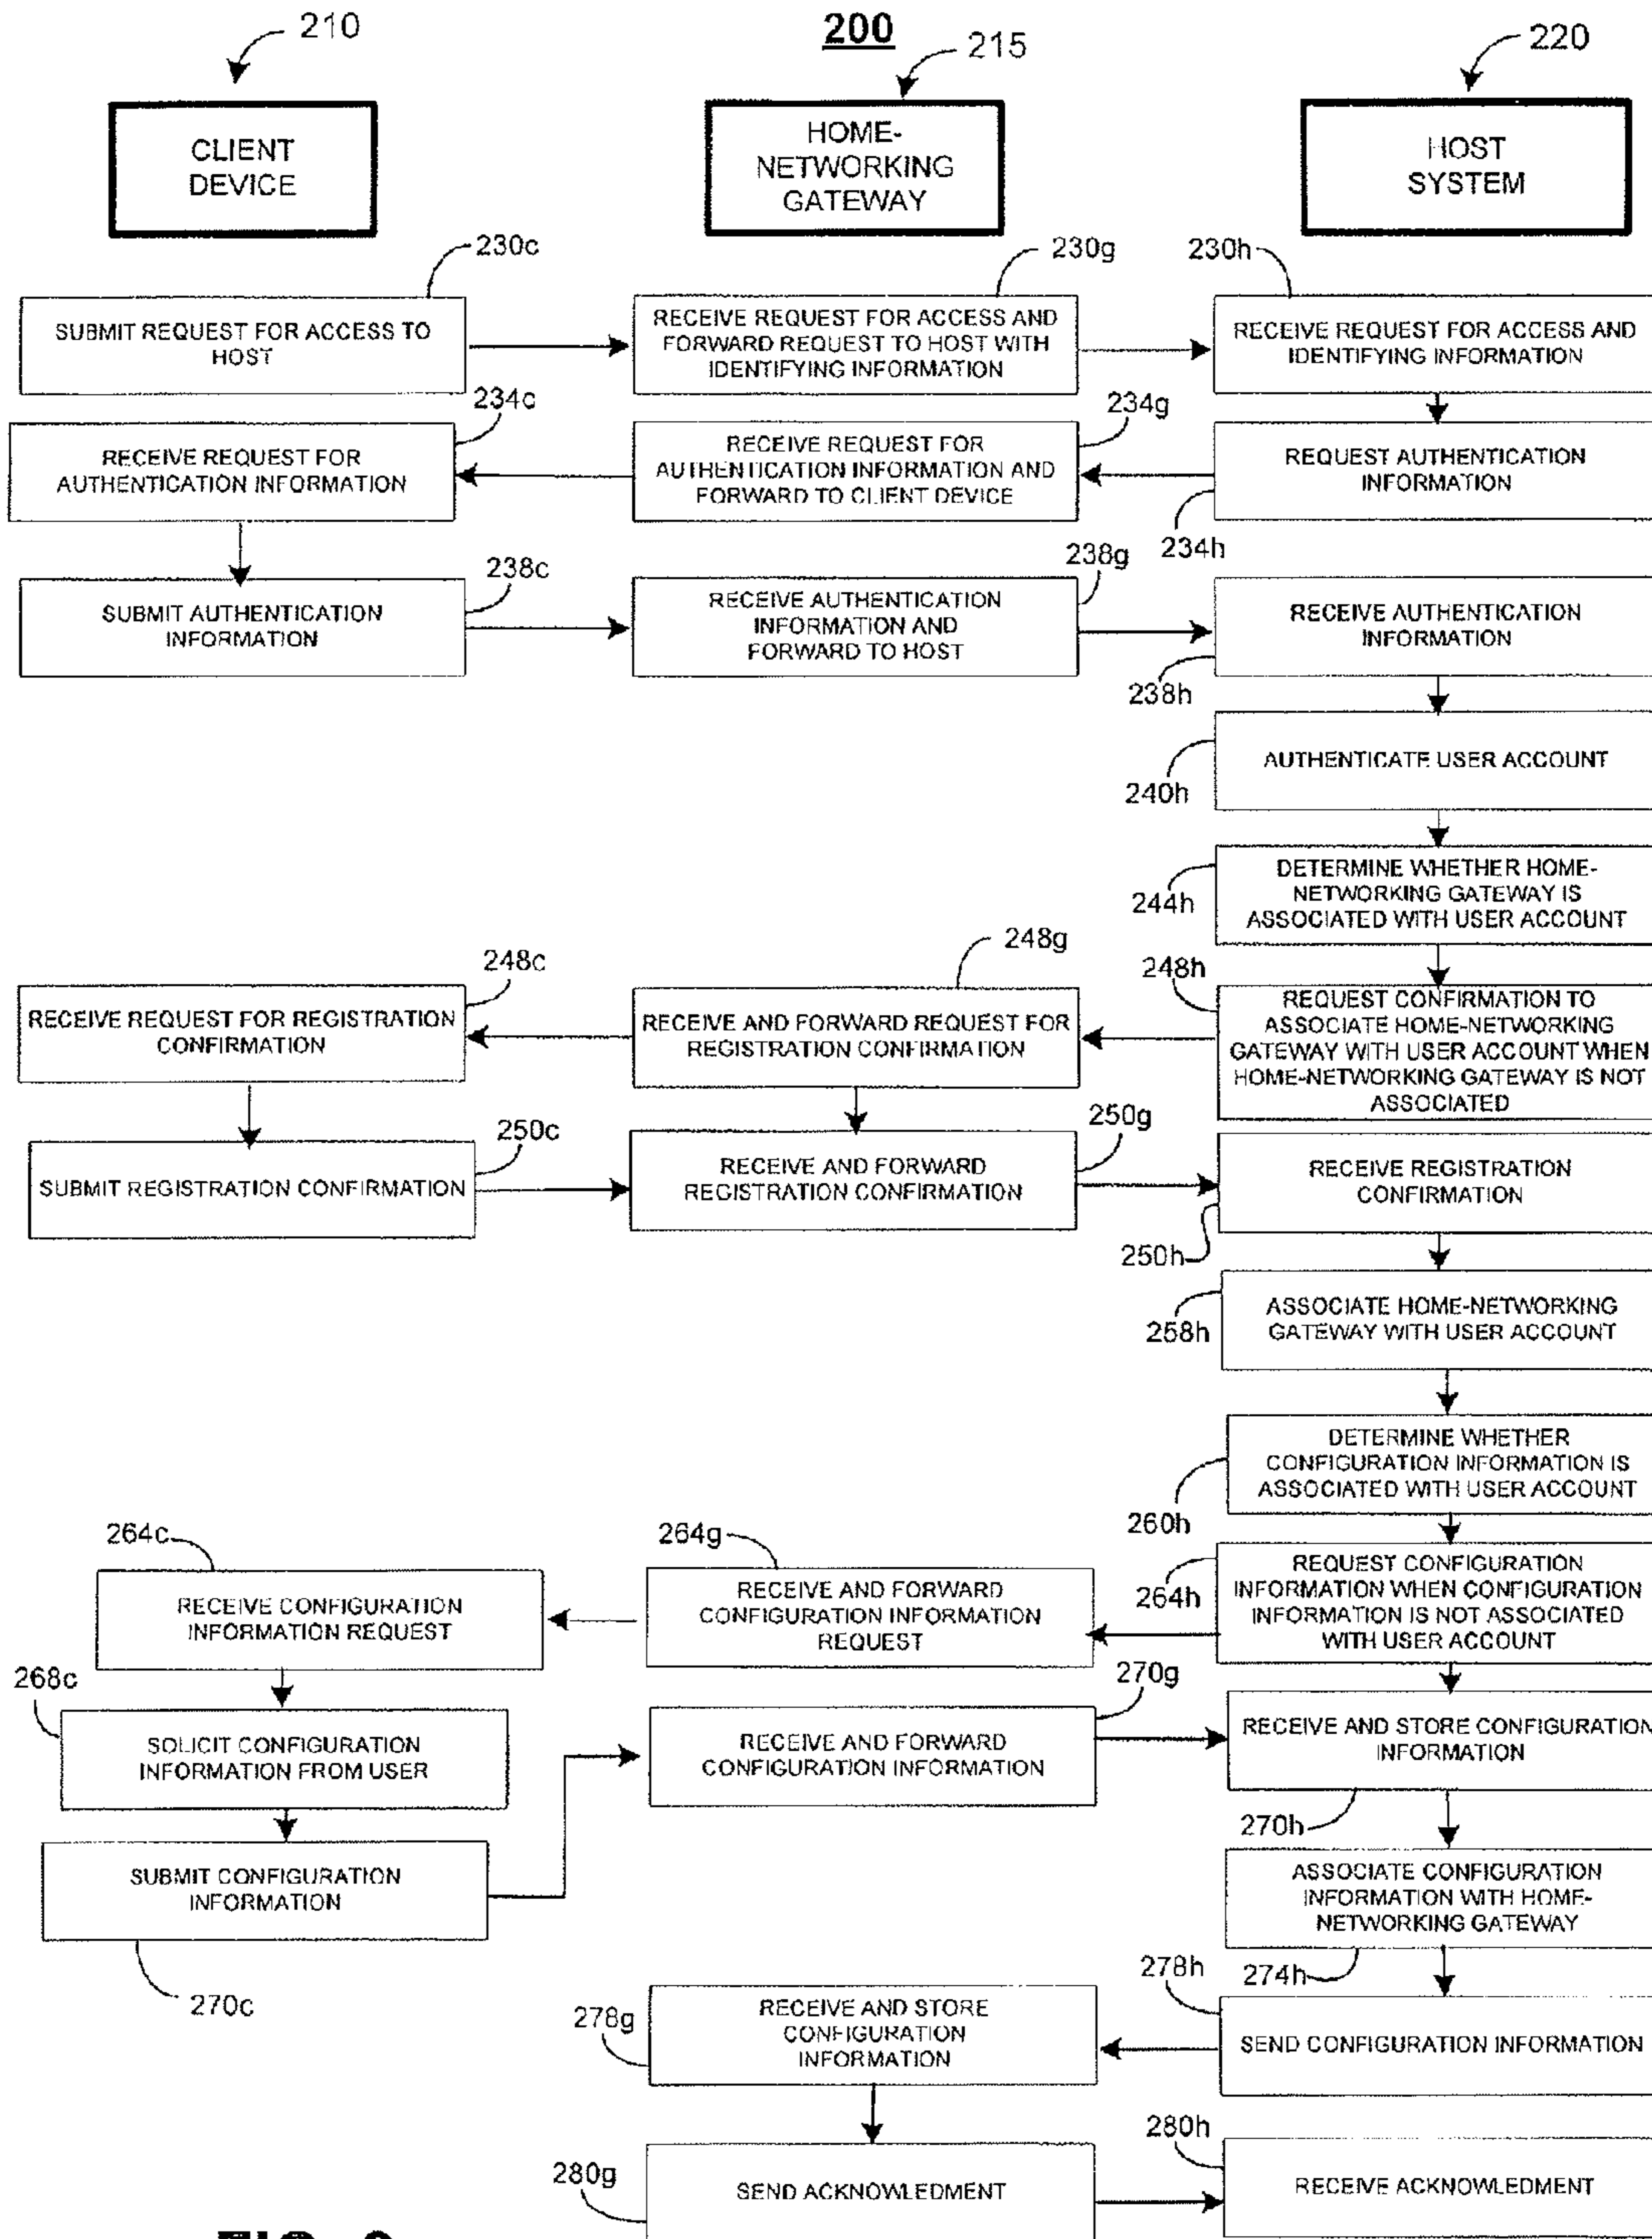 200
210
215
220
CLIENT
DEVICE
HOME-
NETWORKING
GATEWAY
HOST
SYSTEM
230c
230g
230h
SUBMIT REQUEST FOR ACCESS TO
HOST
RECEIVE REQUEST FOR ACCESS AND
FORWARD REQUEST TO HOST WITH
IDENTIFYING INFORMATION
RECEIVE REQUEST FOR ACCESS AND
IDENTIFYING INFORMATION
234c
234g
RECEIVE REQUEST FOR
AUTHENTICATION INFORMATION
RECEIVE REQUEST FOR
AUTHENTICATION INFORMATION AND
FORWARD TO CLIENT DEVICE
REQUEST AUTHENTICATION
INFORMATION
234h
238c
238g
SUBMIT AUTHENTICATION
INFORMATION
RECEIVE AUTHENTICATION
INFORMATION AND
FORWARD TO HOST
RECEIVE AUTHENTICATION
INFORMATION
238h
AUTHENTICATE USER ACCOUNT
240h
DETERMINE WHETHER HOME-
NETWORKING GATEWAY IS
ASSOCIATED WITH USER ACCOUNT
244h
248c
248g
248h
RECEIVE REQUEST FOR REGISTRATION
CONFIRMATION
RECEIVE AND FORWARD REQUEST FOR
REGISTRATION CONFIRMATION
REQUEST CONFIRMATION TO
ASSOCIATE HOME-NETWORKING
GATEWAY WITH USER ACCOUNT WHEN
HOME-NETWORKING GATEWAY IS NOT
ASSOCIATED
250c
250g
SUBMIT REGISTRATION CONFIRMATION
RECEIVE AND FORWARD
REGISTRATION CONFIRMATION
RECEIVE REGISTRATION
CONFIRMATION
250h
ASSOCIATE HOME-NETWORKING
GATEWAY WITH USER ACCOUNT
258h
DETERMINE WHETHER
CONFIGURATION INFORMATION IS
ASSOCIATED WITH USER ACCOUNT
260h
264c
264g
264h
RECEIVE CONFIGURATION
INFORMATION REQUEST
RECEIVE AND FORWARD
CONFIGURATION INFORMATION
REQUEST
REQUEST CONFIGURATION
INFORMATION WHEN CONFIGURATION
INFORMATION IS NOT ASSOCIATED
WITH USER ACCOUNT
268c
270g
SOLICIT CONFIGURATION
INFORMATION FROM USER
RECEIVE AND FORWARD
CONFIGURATION INFORMATION
RECEIVE AND STORE CONFIGURATION
INFORMATION
270h
SUBMIT CONFIGURATION
INFORMATION
270c
ASSOCIATE CONFIGURATION
INFORMATION WITH HOME-
NETWORKING GATEWAY
274h
278g
278h
RECEIVE AND STORE
CONFIGURATION
INFORMATION
SEND CONFIGURATION INFORMATION
280g
280h
SEND ACKNOWLEDMENT
RECEIVE ACKNOWLEDMENT